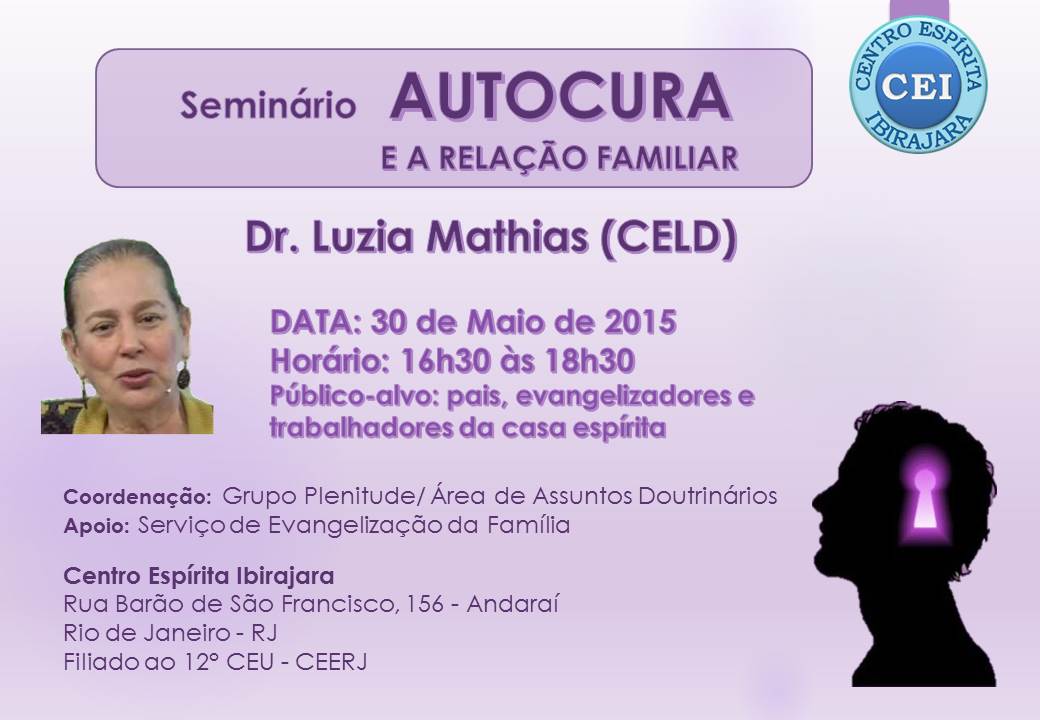 Seminário AUTOCURA
E A RELAÇÃO FAMILIAR
CENTRO ESPÍRITA
CEI
IBIRAJARA
Dr. Luzia Mathias (CELD)
DATA: 30 de Maio de 2015
Horário: 16h30 às 18h30
Público-alvo: pais, evangelizadores e
trabalhadores da casa espírita
Coordenação: Grupo Plenitude/ Área de Assuntos Doutrinários
Apoio: Serviço de Evangelização da Família
Centro Espírita Ibirajara
Rua Barão de São Francisco, 156 - Andaraí
Rio de Janeiro - RJ
Filiado ao 12º CEU - CEERJ